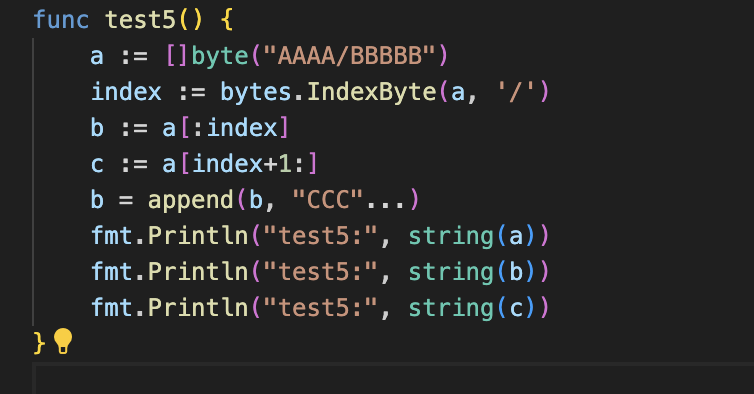 func test5() {
    a := []byte("AAAA/BBBBB")
    index := bytes.IndexByte(a, '/')
    b := a[:index]
    c := a[index+1:]
    b = append(b, "CCC"...)
    fmt.Println("test5:", string(a))
    fmt.Println("test5:", string(b))
    fmt.Println("test5:", string(c))
}